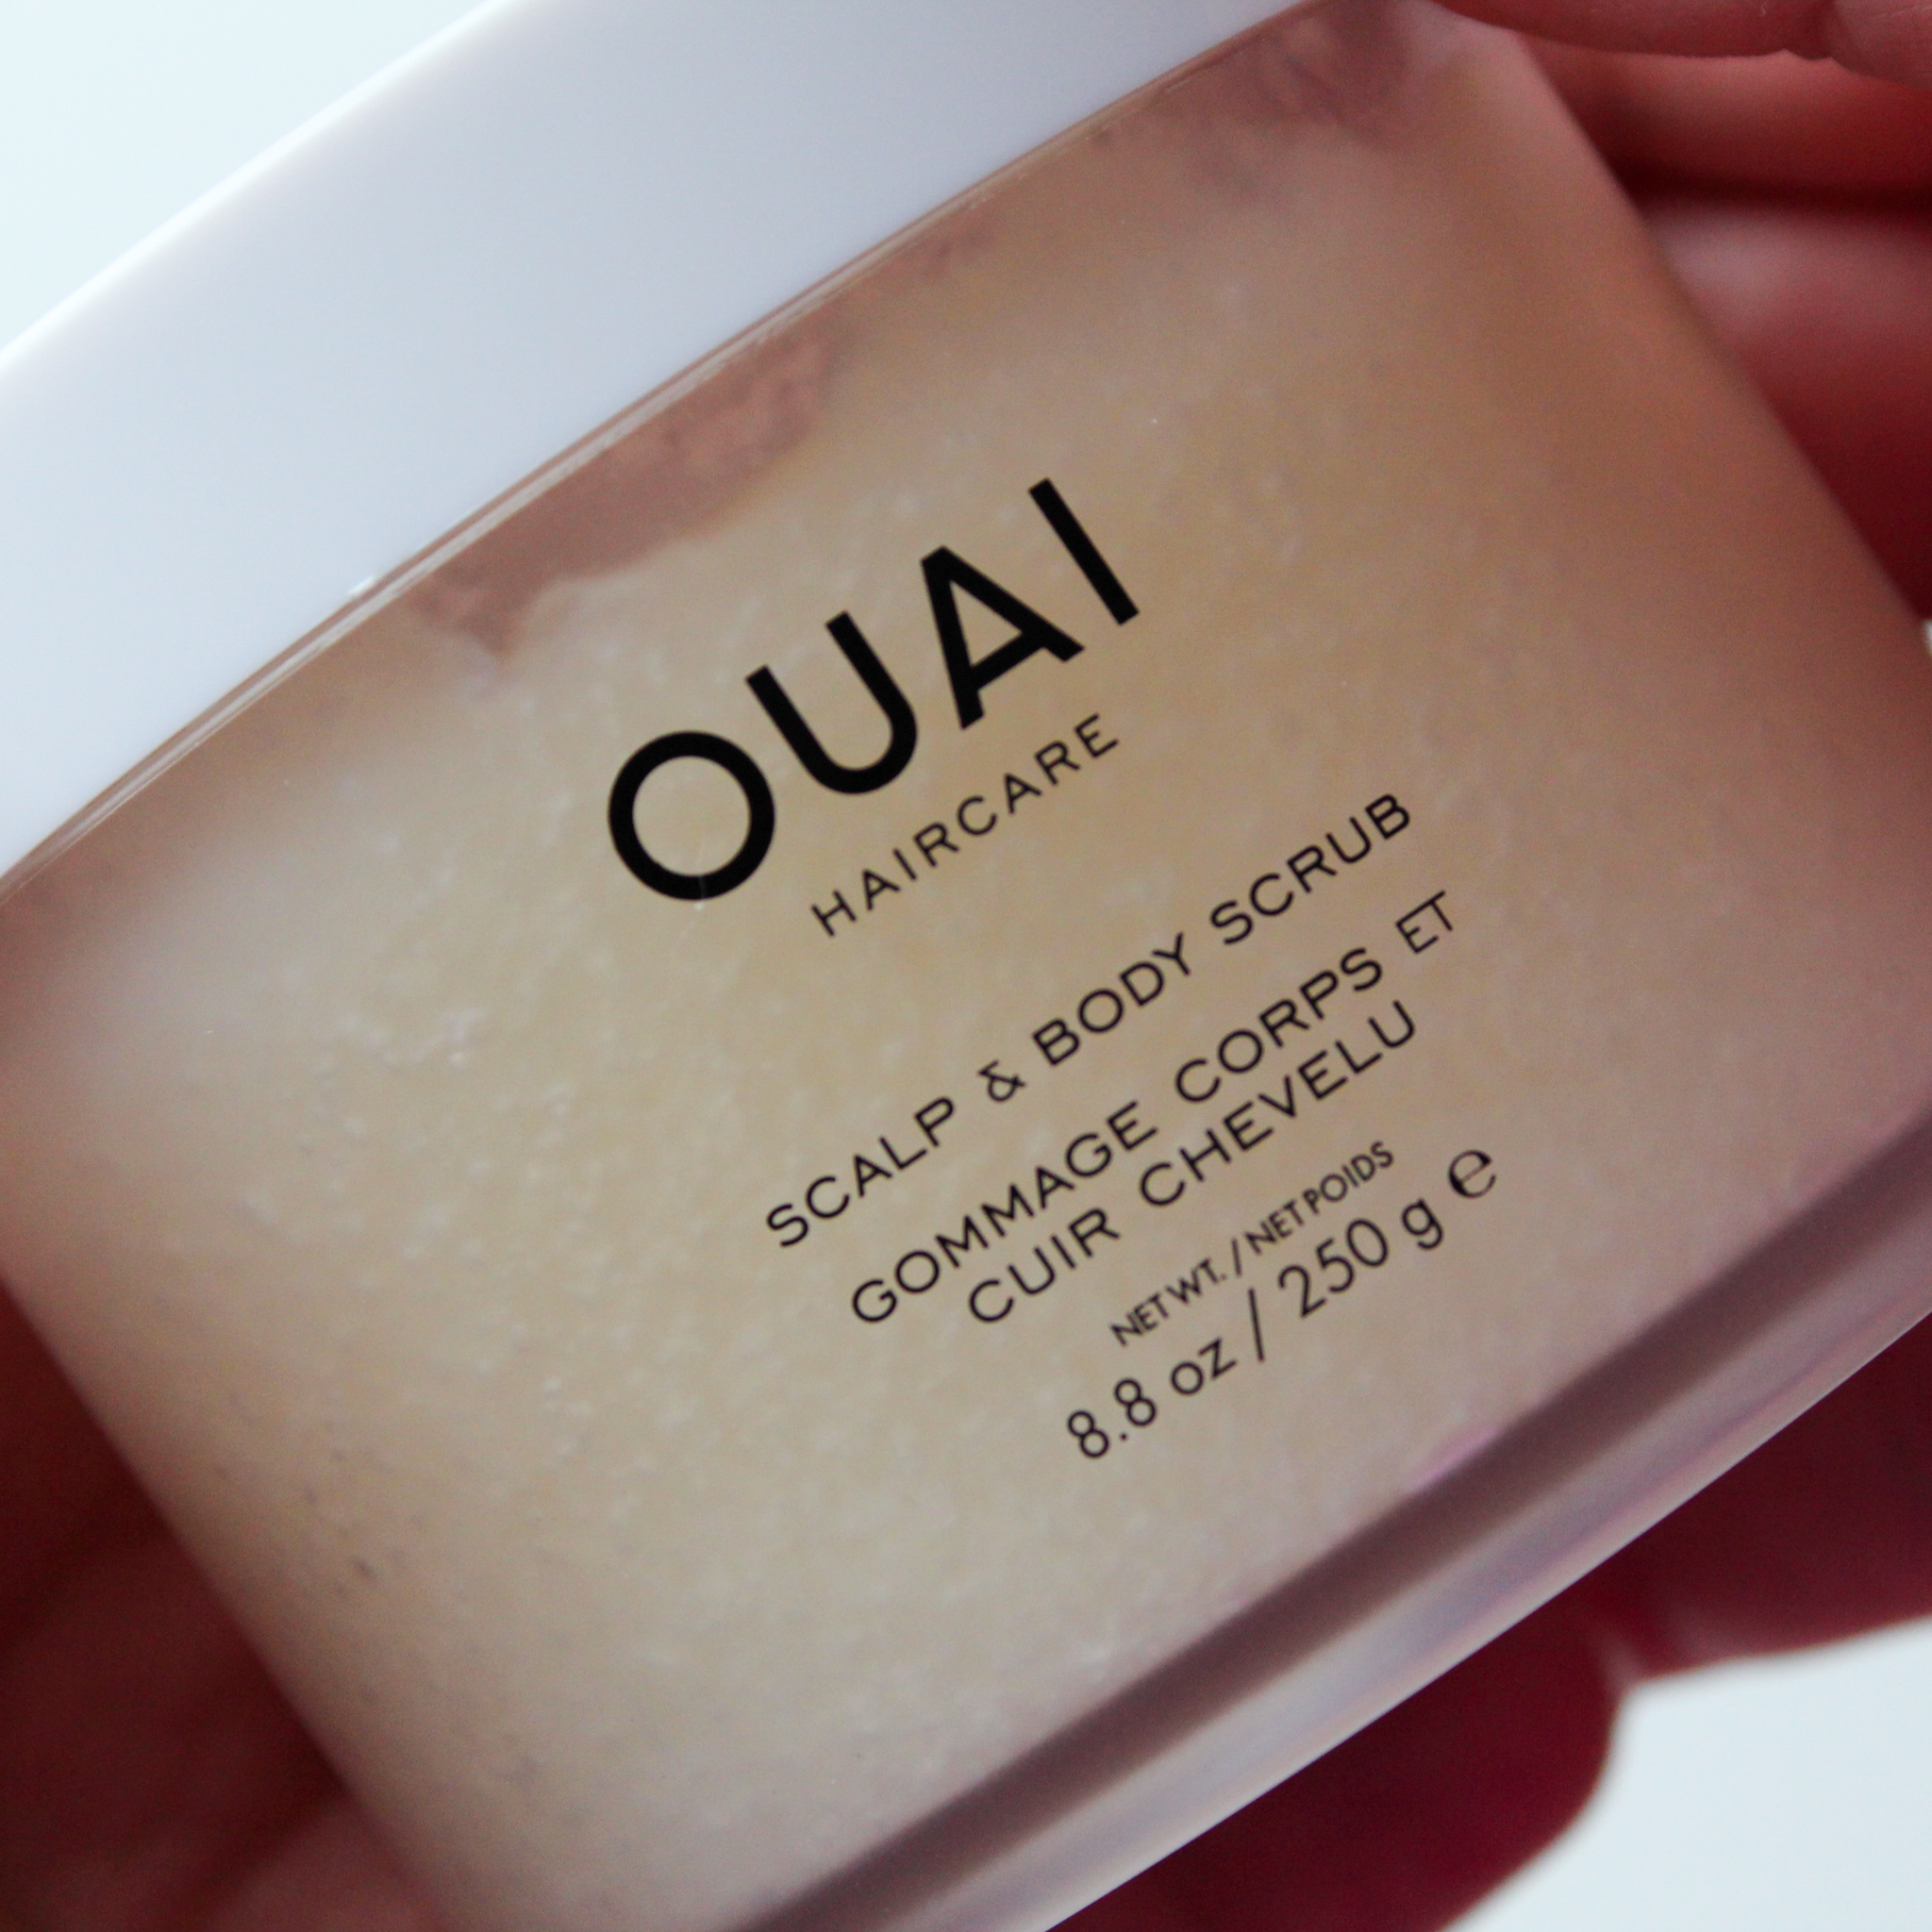 OUAI
HAIRCARE
SCALP & BODY SCRUB
GOMMAGE CORPS ET
CUIR CHEVELU
NET WT. / NET POIDS
8.8 oz / 250 g ℮